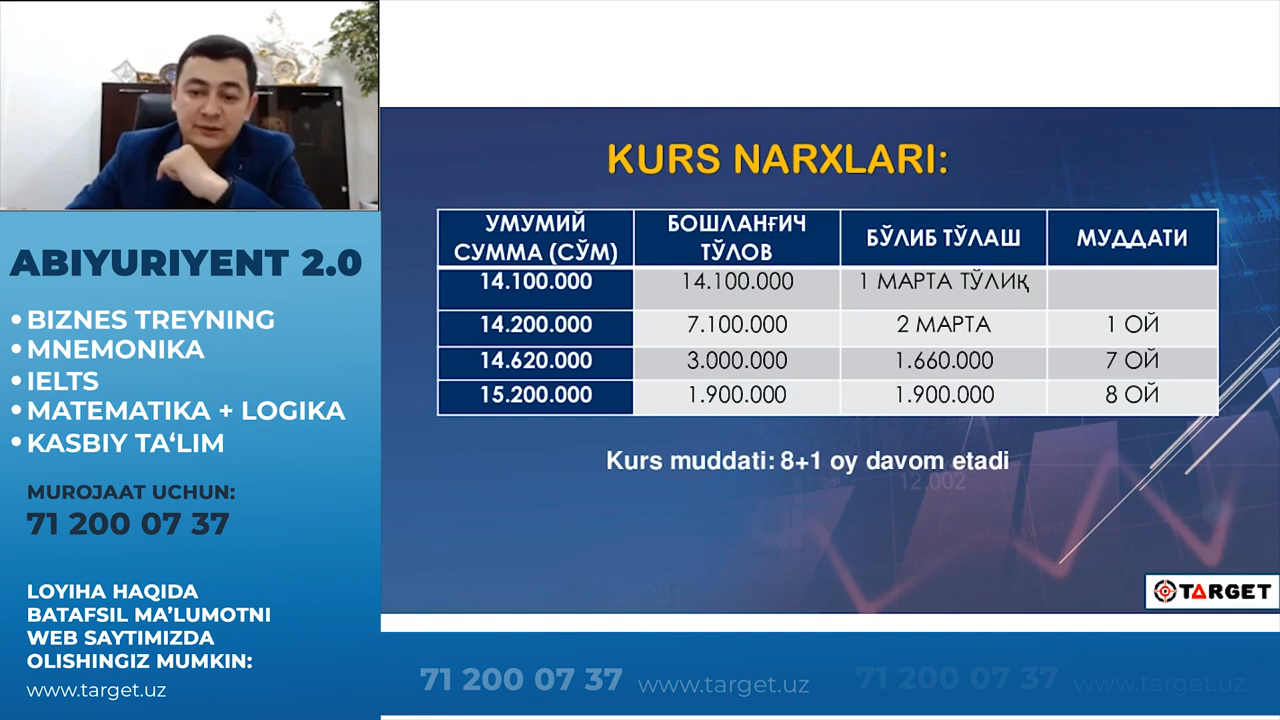 ABIYURIYENT 2.0
• BIZNES TREYNING
• MNEMONIKA
• IELTS
• MATEMATIKA + LOGIKA
• KASBIY TA‘LIM
MUROJAAT UCHUN:
71 200 07 37
LOYIHA HAQIDA
BATAFSIL MA’LUMOTNI
WEB SAYTIMIZDA
OLISHINGIZ MUMKIN:
www.target.uz
KURS NARXLARI:
УМУМИЙ СУММА (СЎМ) БОШЛАНҒИЧ ТЎЛОВ БЎЛИБ ТЎЛАШ МУДДАТИ
14.100.000 14.100.000 1 МАРТА ТЎЛИҚ
14.200.000 7.100.000 2 МАРТА 1 ОЙ
14.620.000 3.000.000 1.660.000 7 ОЙ
15.200.000 1.900.000 1.900.000 8 ОЙ
Kurs muddati: 8+1 oy davom etadi
12.002
TARGET
71 200 07 37 www.target.uz 71 200 07 37 www.target.uz